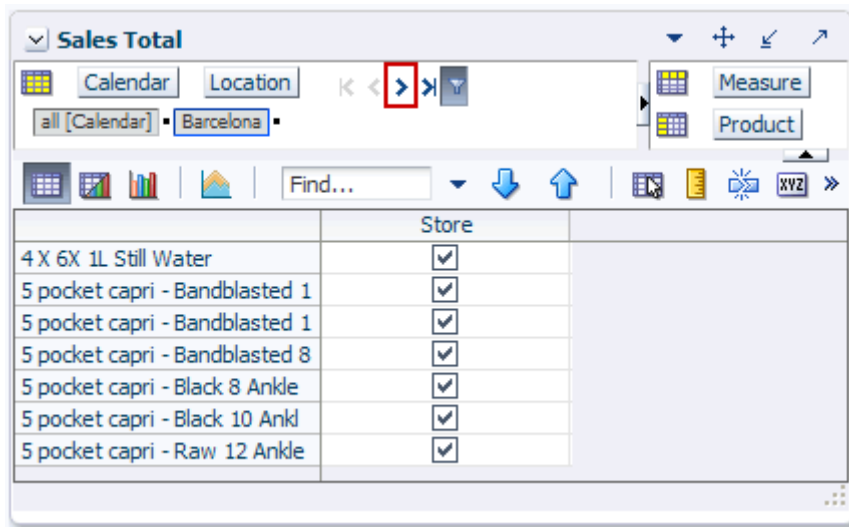 Sales Total
Calendar Location
Measure
all [Calendar] Barcelona
Product
Find...
XYZ
Store
4 X 6X 1L Still Water
5 pocket capri - Bandblasted 1
5 pocket capri - Bandblasted 1
5 pocket capri - Bandblasted 8
5 pocket capri - Black 8 Ankle
5 pocket capri - Black 10 Ankl
5 pocket capri - Raw 12 Ankle